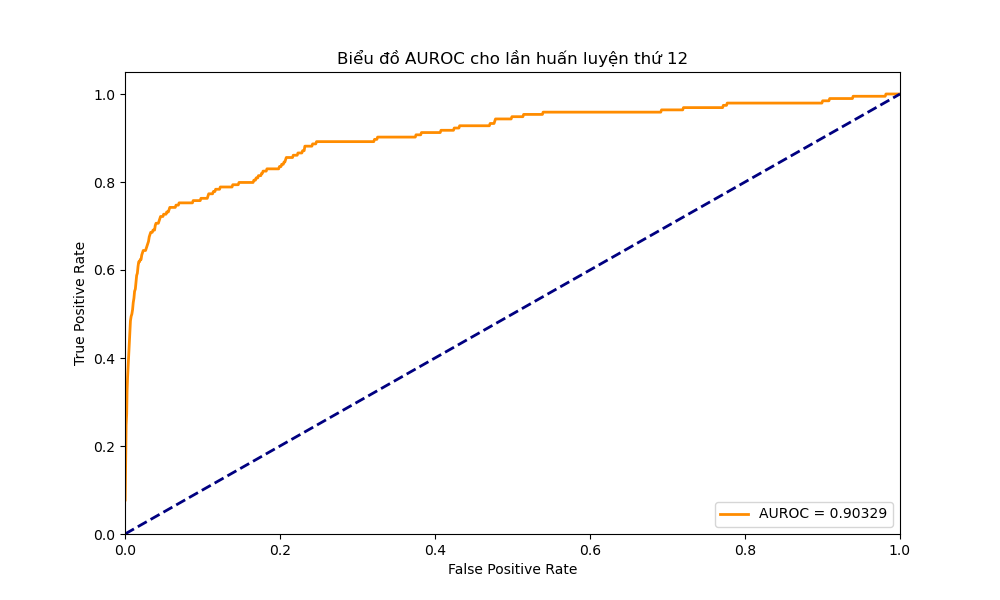 Biểu đồ AUROC cho lần huấn luyện thứ 12
1.0
0.8
0.6
0.4
0.2
0.0
True Positive Rate
AUROC = 0.90329
0.0 0.2 0.4 0.6 0.8 1.0
False Positive Rate